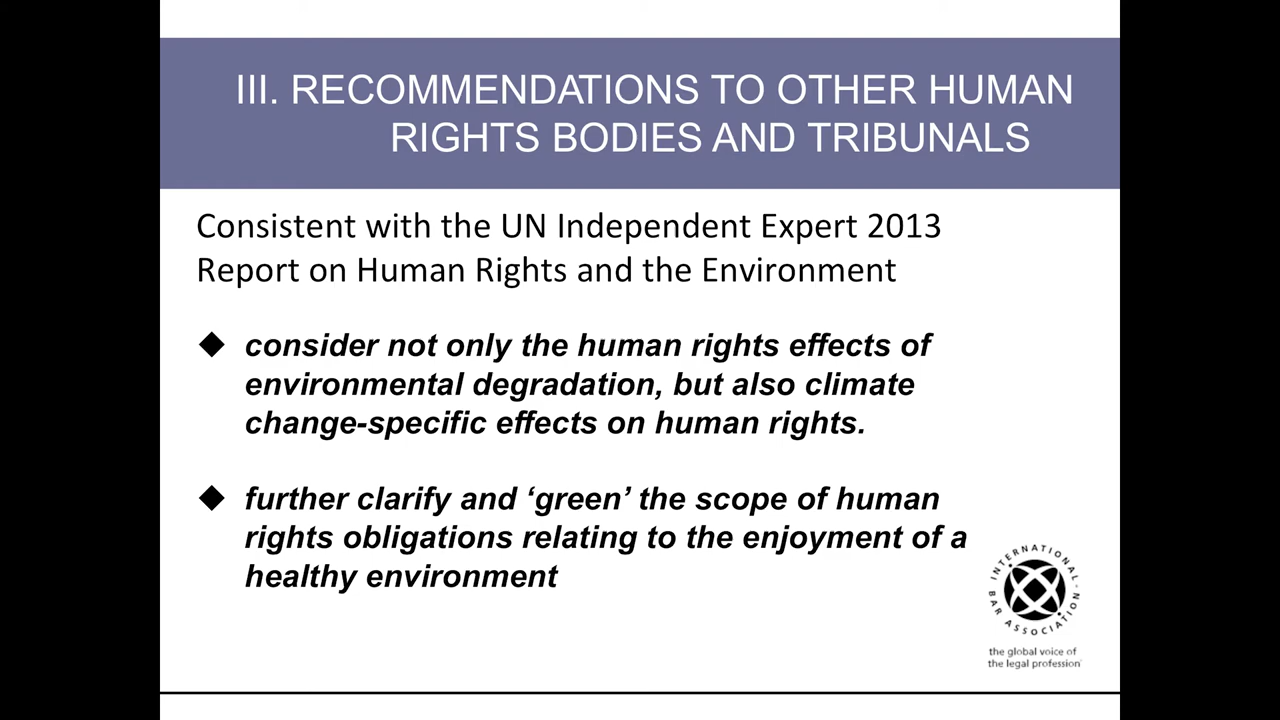 III. RECOMMENDATIONS TO OTHER HUMAN
RIGHTS BODIES AND TRIBUNALS
Consistent with the UN Independent Expert 2013
Report on Human Rights and the Environment
◆ consider not only the human rights effects of
environmental degradation, but also climate
change-specific effects on human rights.
◆ further clarify and ‘green’ the scope of human
rights obligations relating to the enjoyment of a
healthy environment
INTERNATIONAL
BAR ASSOCIATION
the global voice of
the legal profession